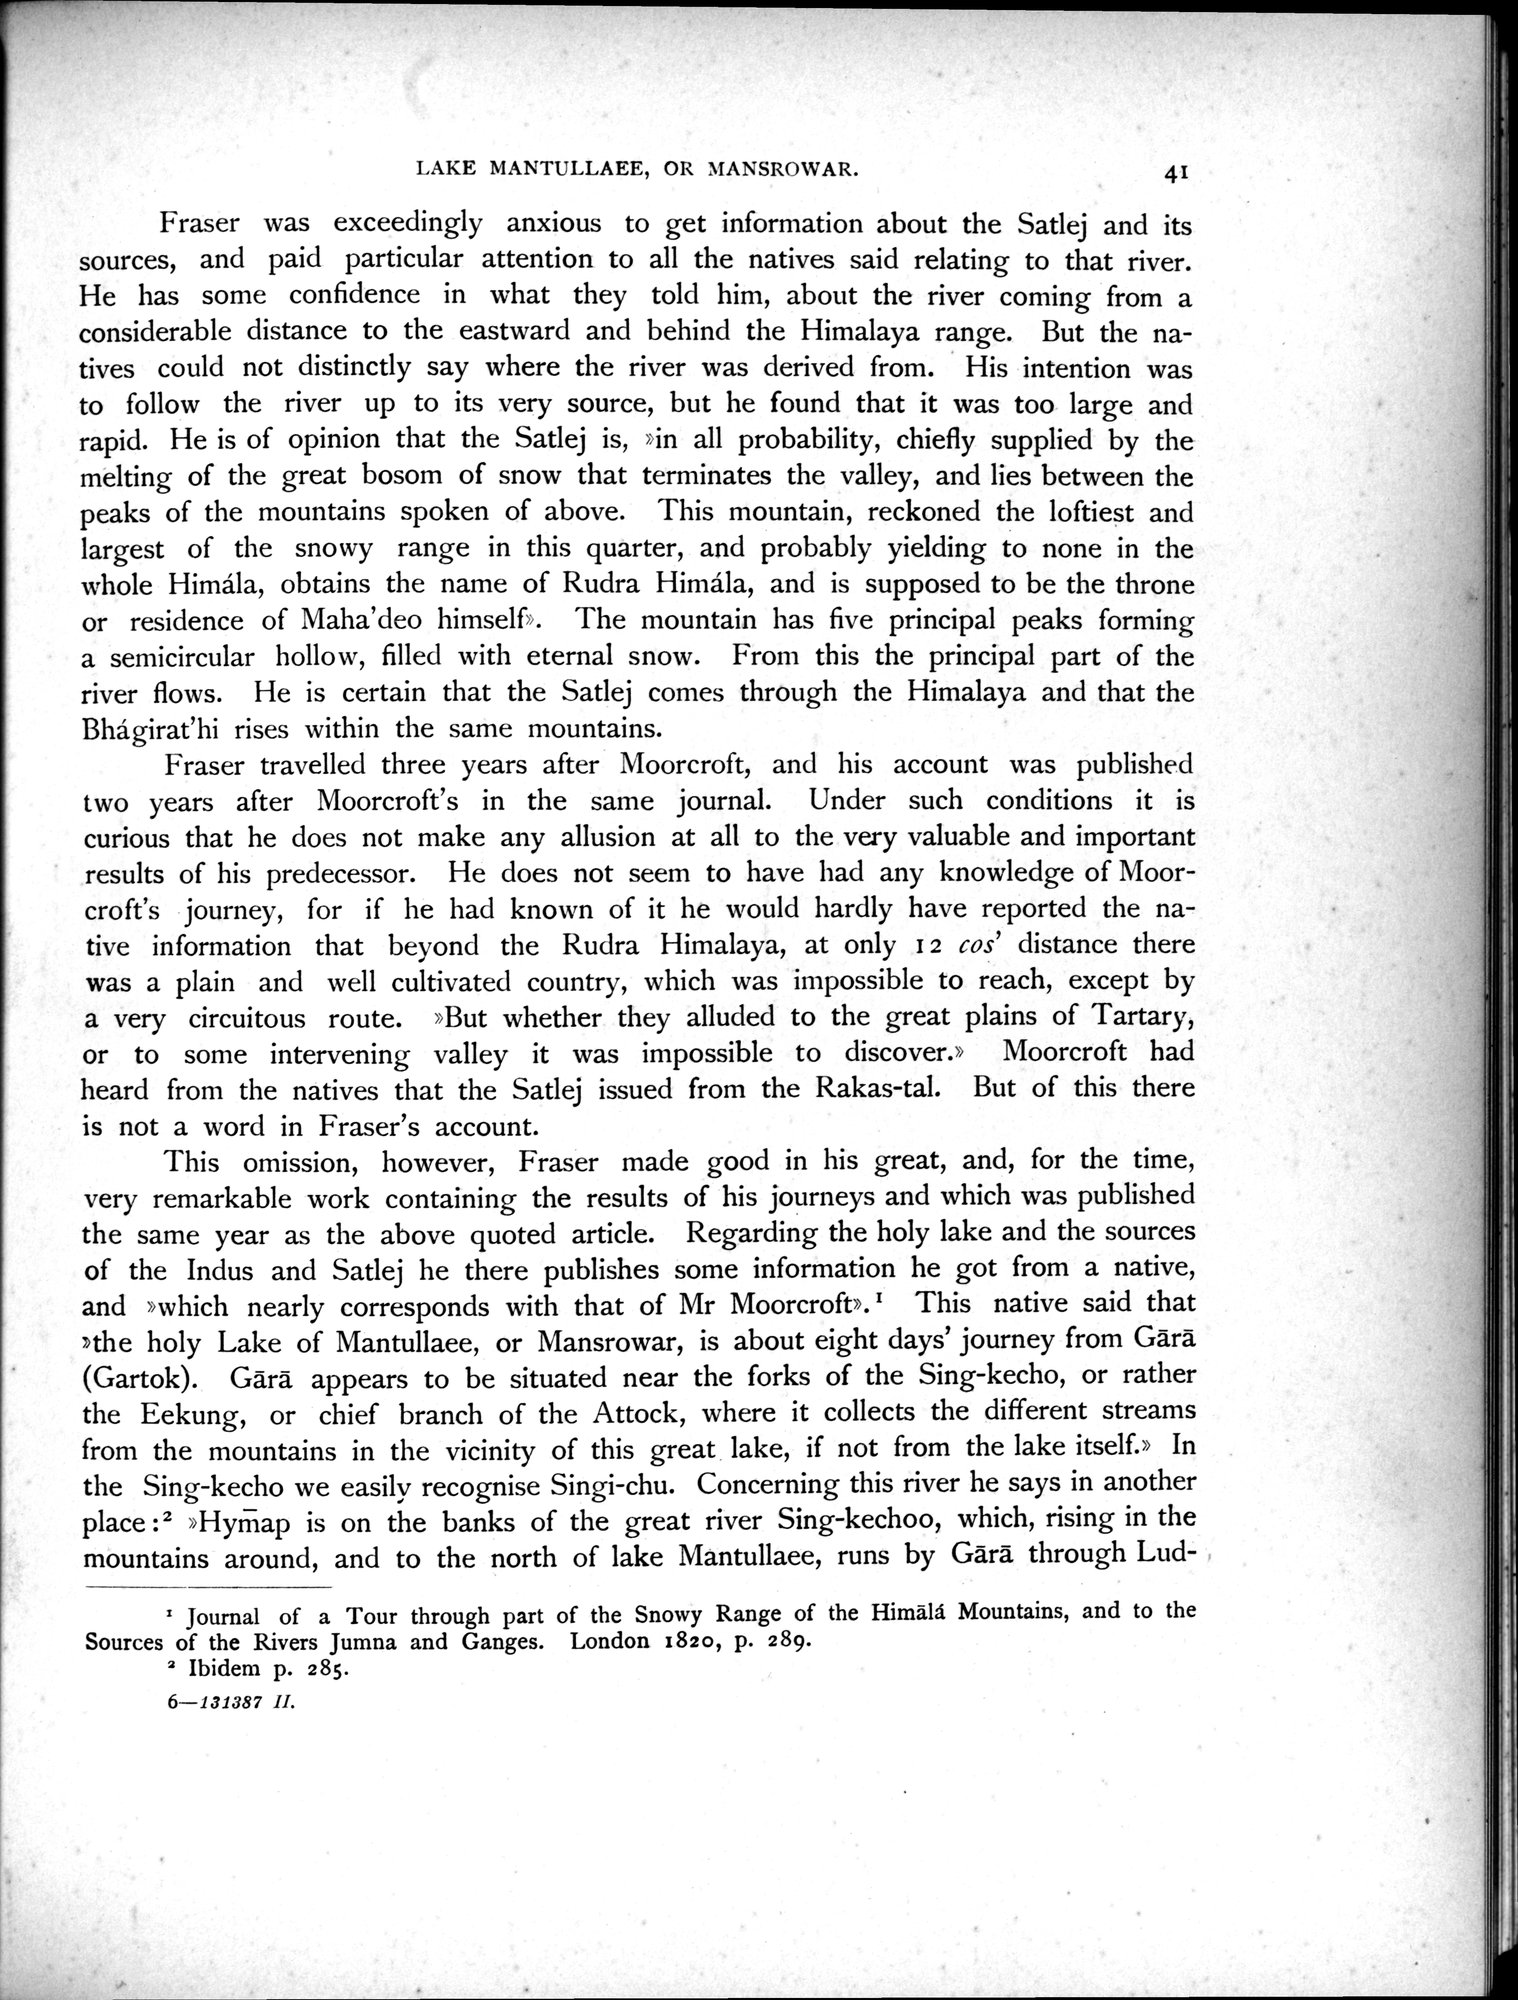 LAKE MANTULLAEE, OR MANSROWAR. 41
Fraser was exceedingly anxious to get information about the Satlej and its
sources, and paid particular attention to all the natives said relating to that river.
He has some confidence in what they told him, about the river coming from a
considerable distance to the eastward and behind the Himalaya range. But the na-
tives could not distinctly say where the river was derived from. His intention was
to follow the river up to its very source, but he found that it was too large and
rapid. He is of opinion that the Satlej is, »in all probability, chiefly supplied by the
melting of the great bosom of snow that terminates the valley, and lies between the
peaks of the mountains spoken of above. This mountain, reckoned the loftiest and
largest of the snowy range in this quarter, and probably yielding to none in the
whole Himála, obtains the name of Rudra Himála, and is supposed to be the throne
or residence of Maha'deo himself». The mountain has five principal peaks forming
a semicircular hollow, filled with eternal snow. From this the principal part of the
river flows. He is certain that the Satlej comes through the Himalaya and that the
Bhágirat'hi rises within the same mountains.
Fraser travelled three years after Moorcroft, and his account was published
two years after Moorcroft's in the same journal. Under such conditions it is
curious that he does not make any allusion at all to the very valuable and important
results of his predecessor. He does not seem to have had any knowledge of Moor-
croft's journey, for if he had known of it he would hardly have reported the na-
tive information that beyond the Rudra Himalaya, at only 12 cos' distance there
was a plain and well cultivated country, which was impossible to reach, except by
a very circuitous route. »But whether they alluded to the great plains of Tartary,
or to some intervening valley it was impossible to discover.» Moorcroft had
heard from the natives that the Satlej issued from the Rakas-tal. But of this there
is not a word in Fraser's account.
This omission, however, Fraser made good in his great, and, for the time,
very remarkable work containing the results of his journeys and which was published
the same year as the above quoted article. Regarding the holy lake and the sources
of the Indus and Satlej he there publishes some information he got from a native,
and »which nearly corresponds with that of Mr Moorcroft».¹ This native said that
»the holy Lake of Mantullaee, or Mansrowar, is about eight days' journey from Gārā
(Gartok). Gārā appears to be situated near the forks of the Sing-kecho, or rather
the Eekung, or chief branch of the Attock, where it collects the different streams
from the mountains in the vicinity of this great lake, if not from the lake itself.» In
the Sing-kecho we easily recognise Singi-chu. Concerning this river he says in another
place:² »Hym̄ap is on the banks of the great river Sing-kechoo, which, rising in the
mountains around, and to the north of lake Mantullaee, runs by Gārā through Lud-
¹ Journal of a Tour through part of the Snowy Range of the Himālá Mountains, and to the
Sources of the Rivers Jumna and Ganges. London 1820, p. 289.
² Ibidem p. 285.
6—131387 II.